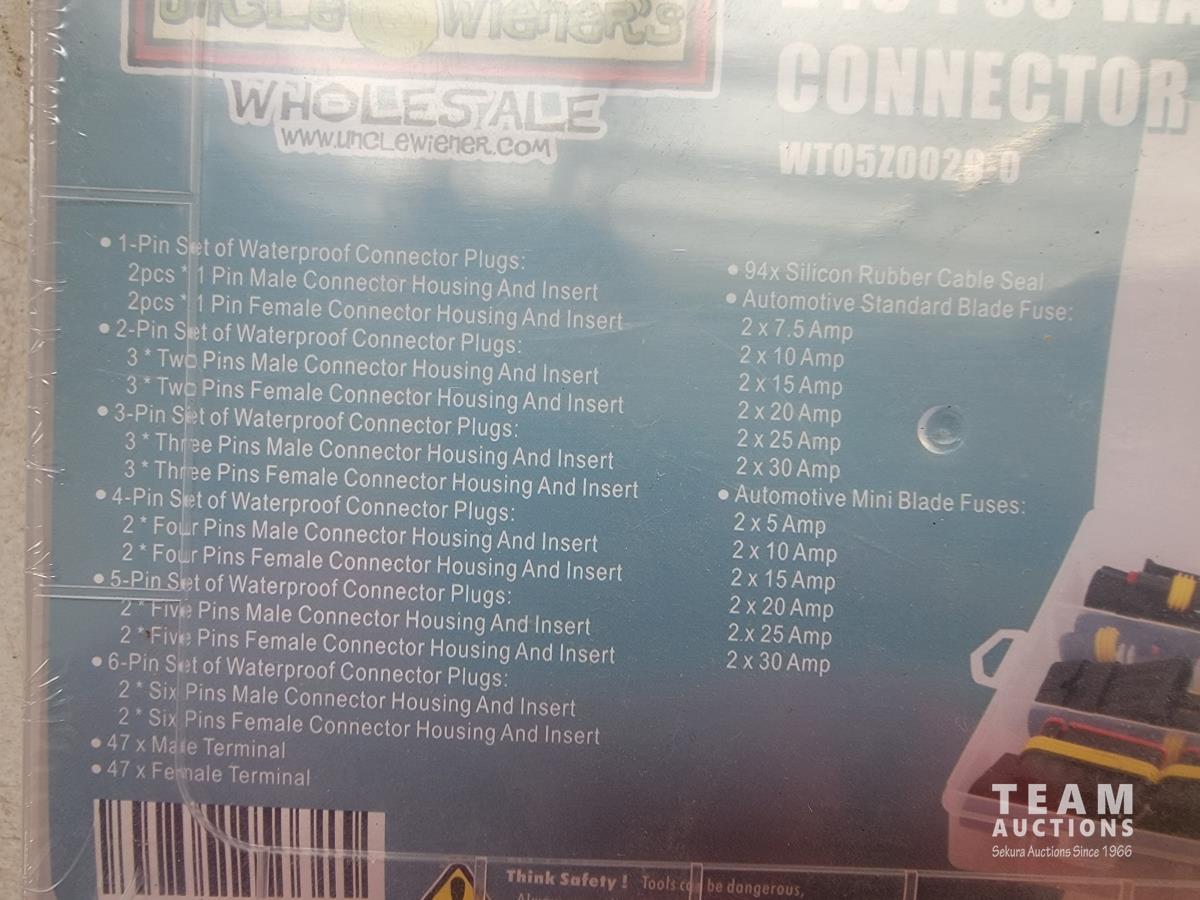 UNCLE WIENER'S
WHOLESALE
WWW.UNCLEWIENER.COM
CONNECTOR
WT05Z0029-0
• 1-Pin Set of Waterproof Connector Plugs:
2pcs * 1 Pin Male Connector Housing And Insert
2pcs * 1 Pin Female Connector Housing And Insert
• 2-Pin Set of Waterproof Connector Plugs:
3 * Two Pins Male Connector Housing And Insert
3 * Two Pins Female Connector Housing And Insert
• 3-Pin Set of Waterproof Connector Plugs:
3 * Three Pins Male Connector Housing And Insert
3 * Three Pins Female Connector Housing And Insert
• 4-Pin Set of Waterproof Connector Plugs:
2 * Four Pins Male Connector Housing And Insert
2 * Four Pins Female Connector Housing And Insert
• 5-Pin Set of Waterproof Connector Plugs:
2 * Five Pins Male Connector Housing And Insert
2 * Five Pins Female Connector Housing And Insert
• 6-Pin Set of Waterproof Connector Plugs:
2 * Six Pins Male Connector Housing And Insert
2 * Six Pins Female Connector Housing And Insert
• 47 x Male Terminal
• 47 x Female Terminal
• 94x Silicon Rubber Cable Seal
• Automotive Standard Blade Fuse:
2 x 7.5 Amp
2 x 10 Amp
2 x 15 Amp
2 x 20 Amp
2 x 25 Amp
2 x 30 Amp
• Automotive Mini Blade Fuses:
2 x 5 Amp
2 x 10 Amp
2 x 15 Amp
2 x 20 Amp
2 x 25 Amp
2 x 30 Amp
Think Safety! Tools can be dangerous,
TEAM
AUCTIONS
Sekura Auctions Since 1966